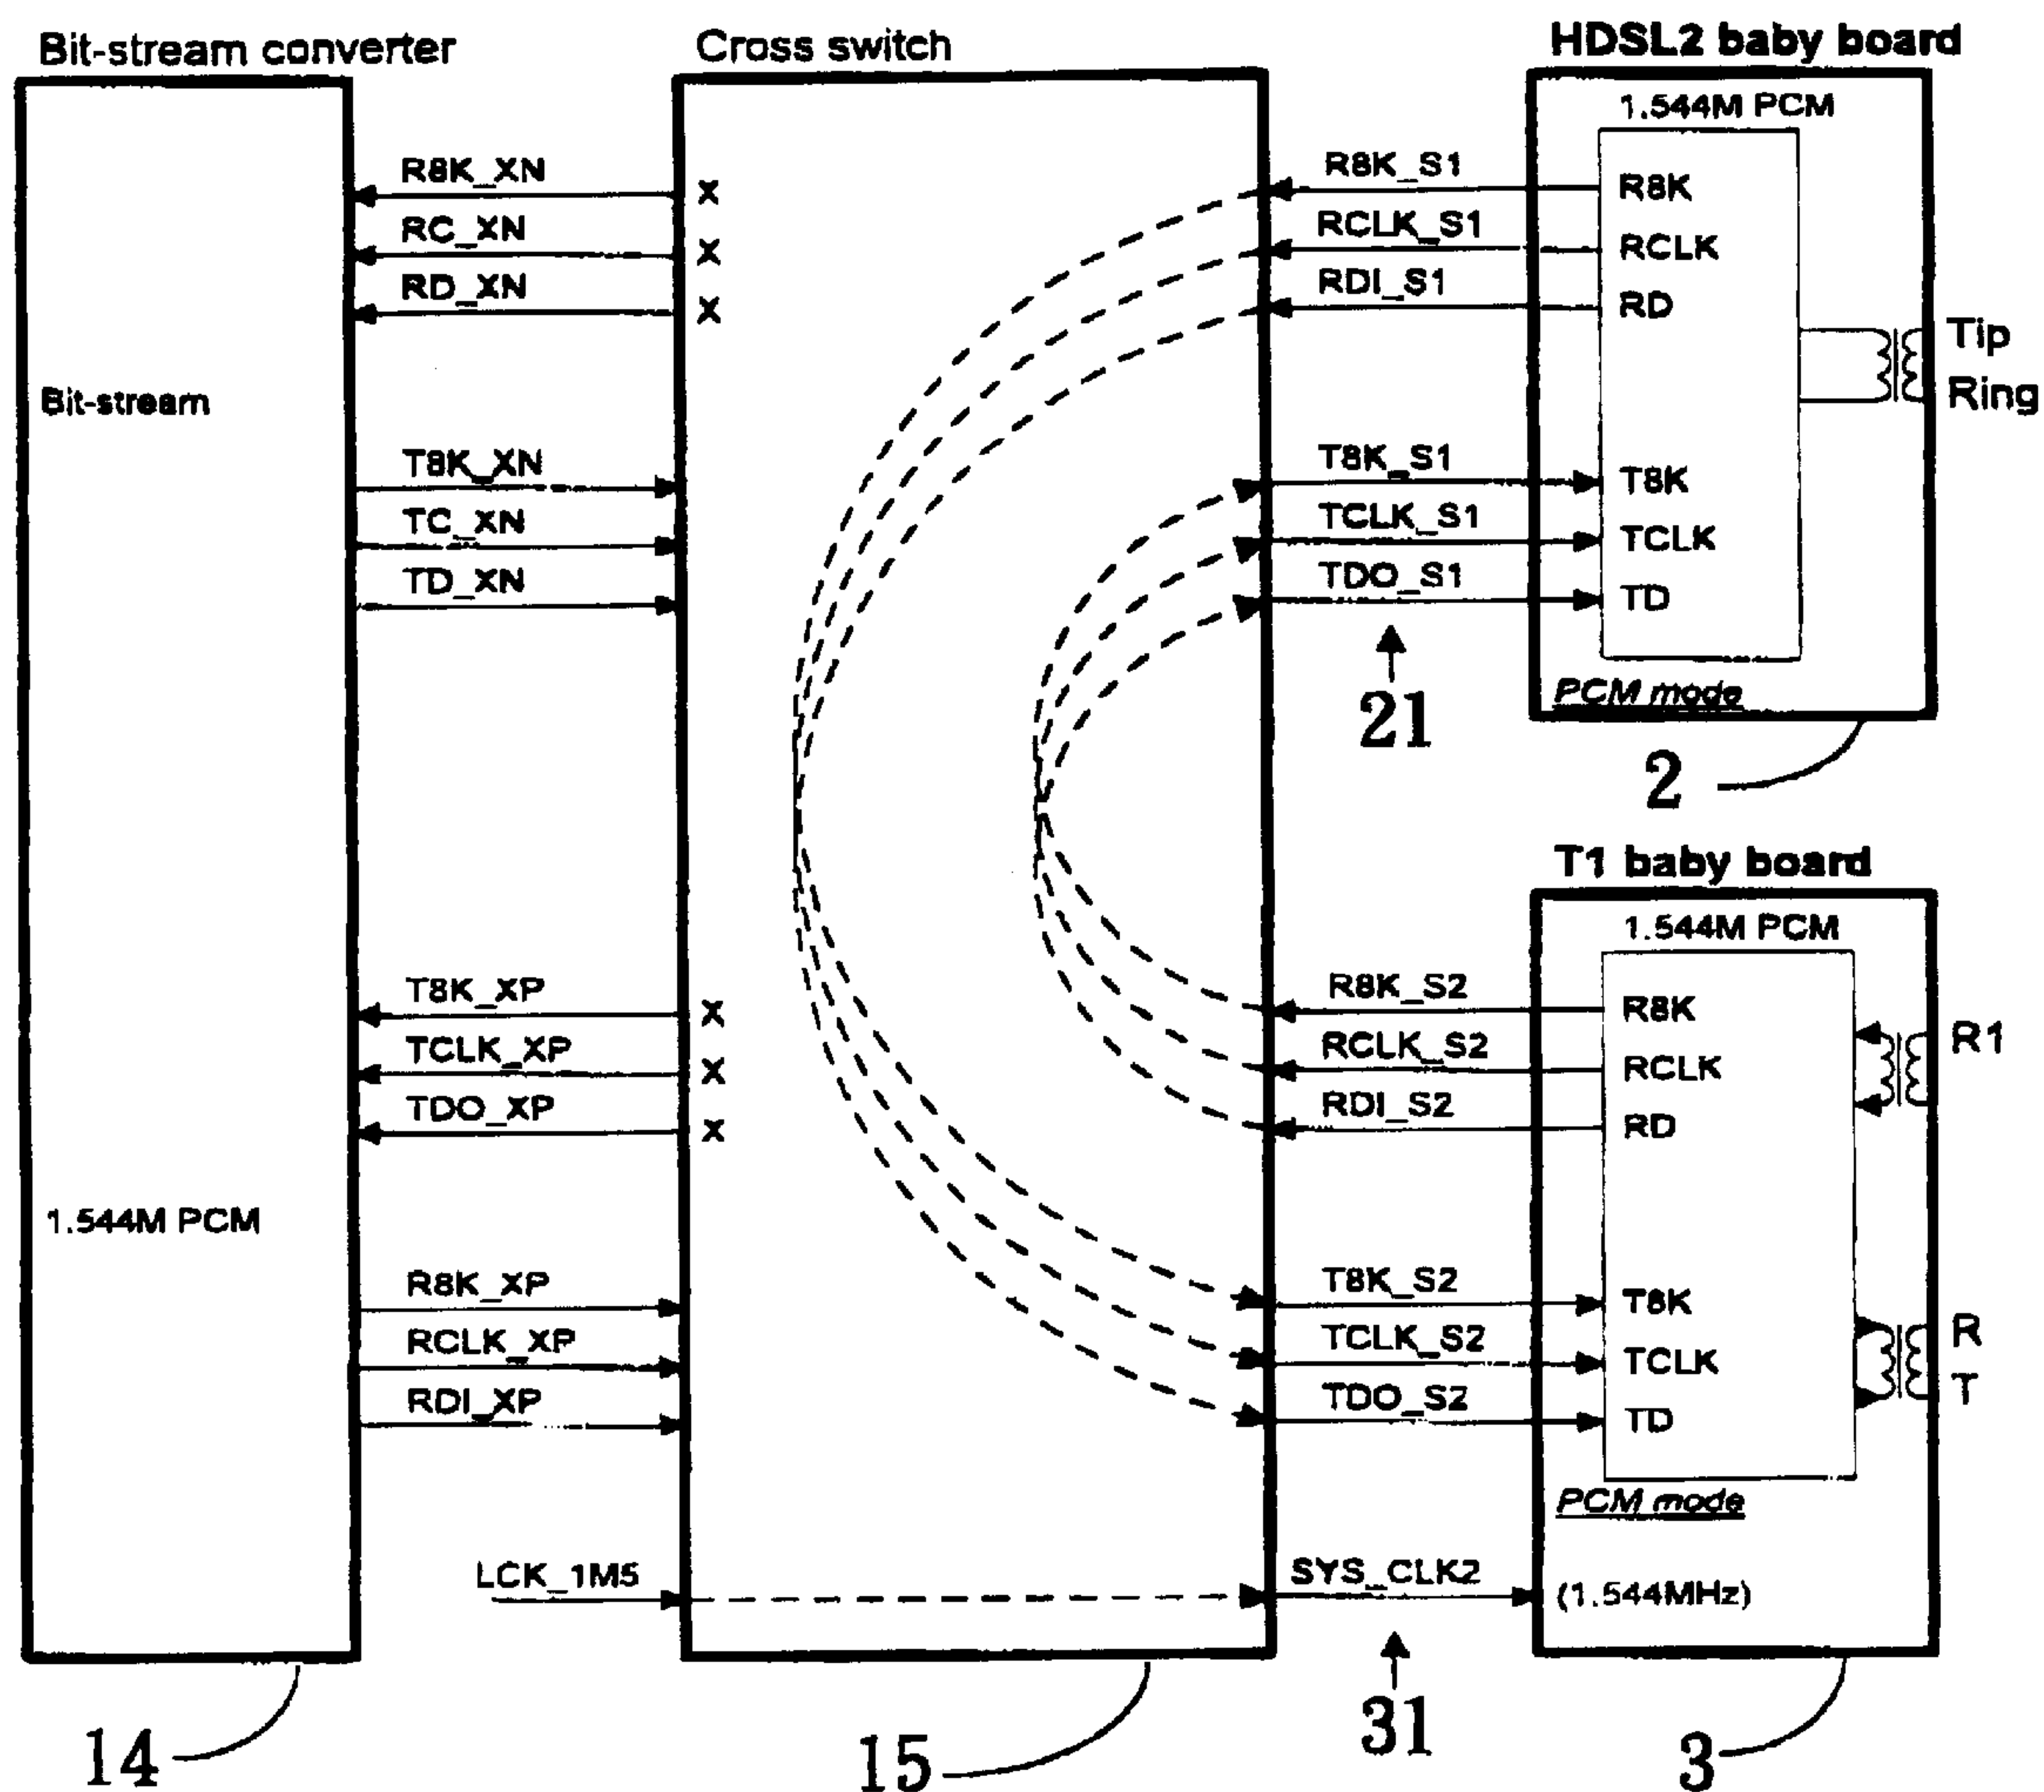 Bit-stream converter
Cross switch
HDSL2 baby board
1.544M PCM
R8K_XN
X
R8K_S1
R8K
RC_XN
X
RCLK_S1
RCLK
RD_XN
X
RDI_S1
RD
Tip
Ring
Bit-stream
T8K_XN
T8K_S1
T8K
TC_XN
TCLK_S1
TCLK
TD_XN
TDO_S1
TD
21
PCM mode
2
T1 baby board
1.544M PCM
T8K_XP
X
R8K_S2
R8K
R1
TCLK_XP
X
RCLK_S2
RCLK
TDO_XP
X
RDI_S2
RD
1.544M PCM
R8K_XP
T8K_S2
T8K
R
RCLK_XP
TCLK_S2
TCLK
T
RDI_XP
TDO_S2
TD
PCM mode
LCK_1M5
SYS_CLK2
(1.544MHz)
31
14
15
3